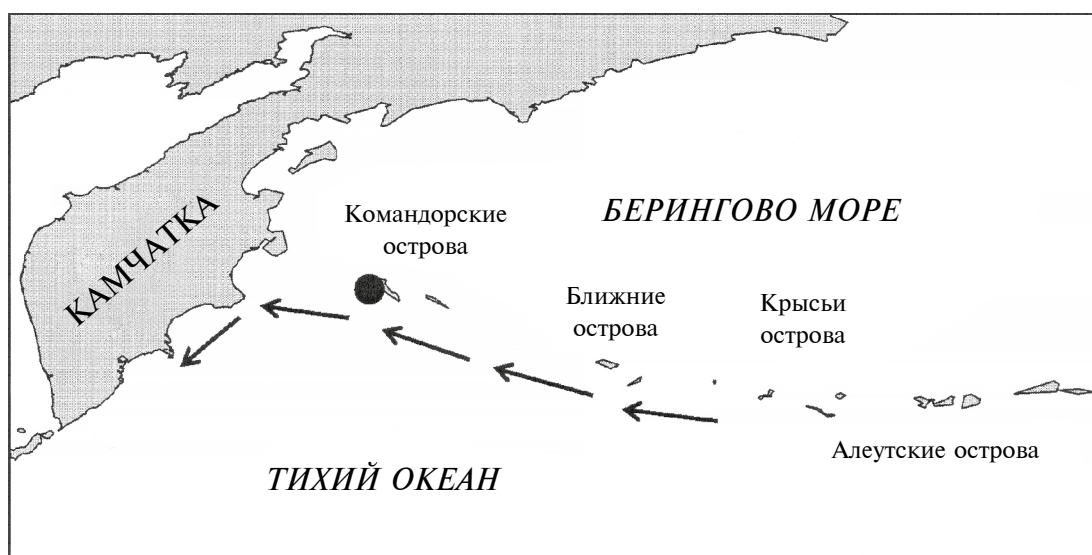 Командорские
острова
БЕРИНГОВО МОРЕ
КАМЧАТКА
Ближние
острова
Крысьи
острова
Алеутские острова
ТИХИЙ ОКЕАН